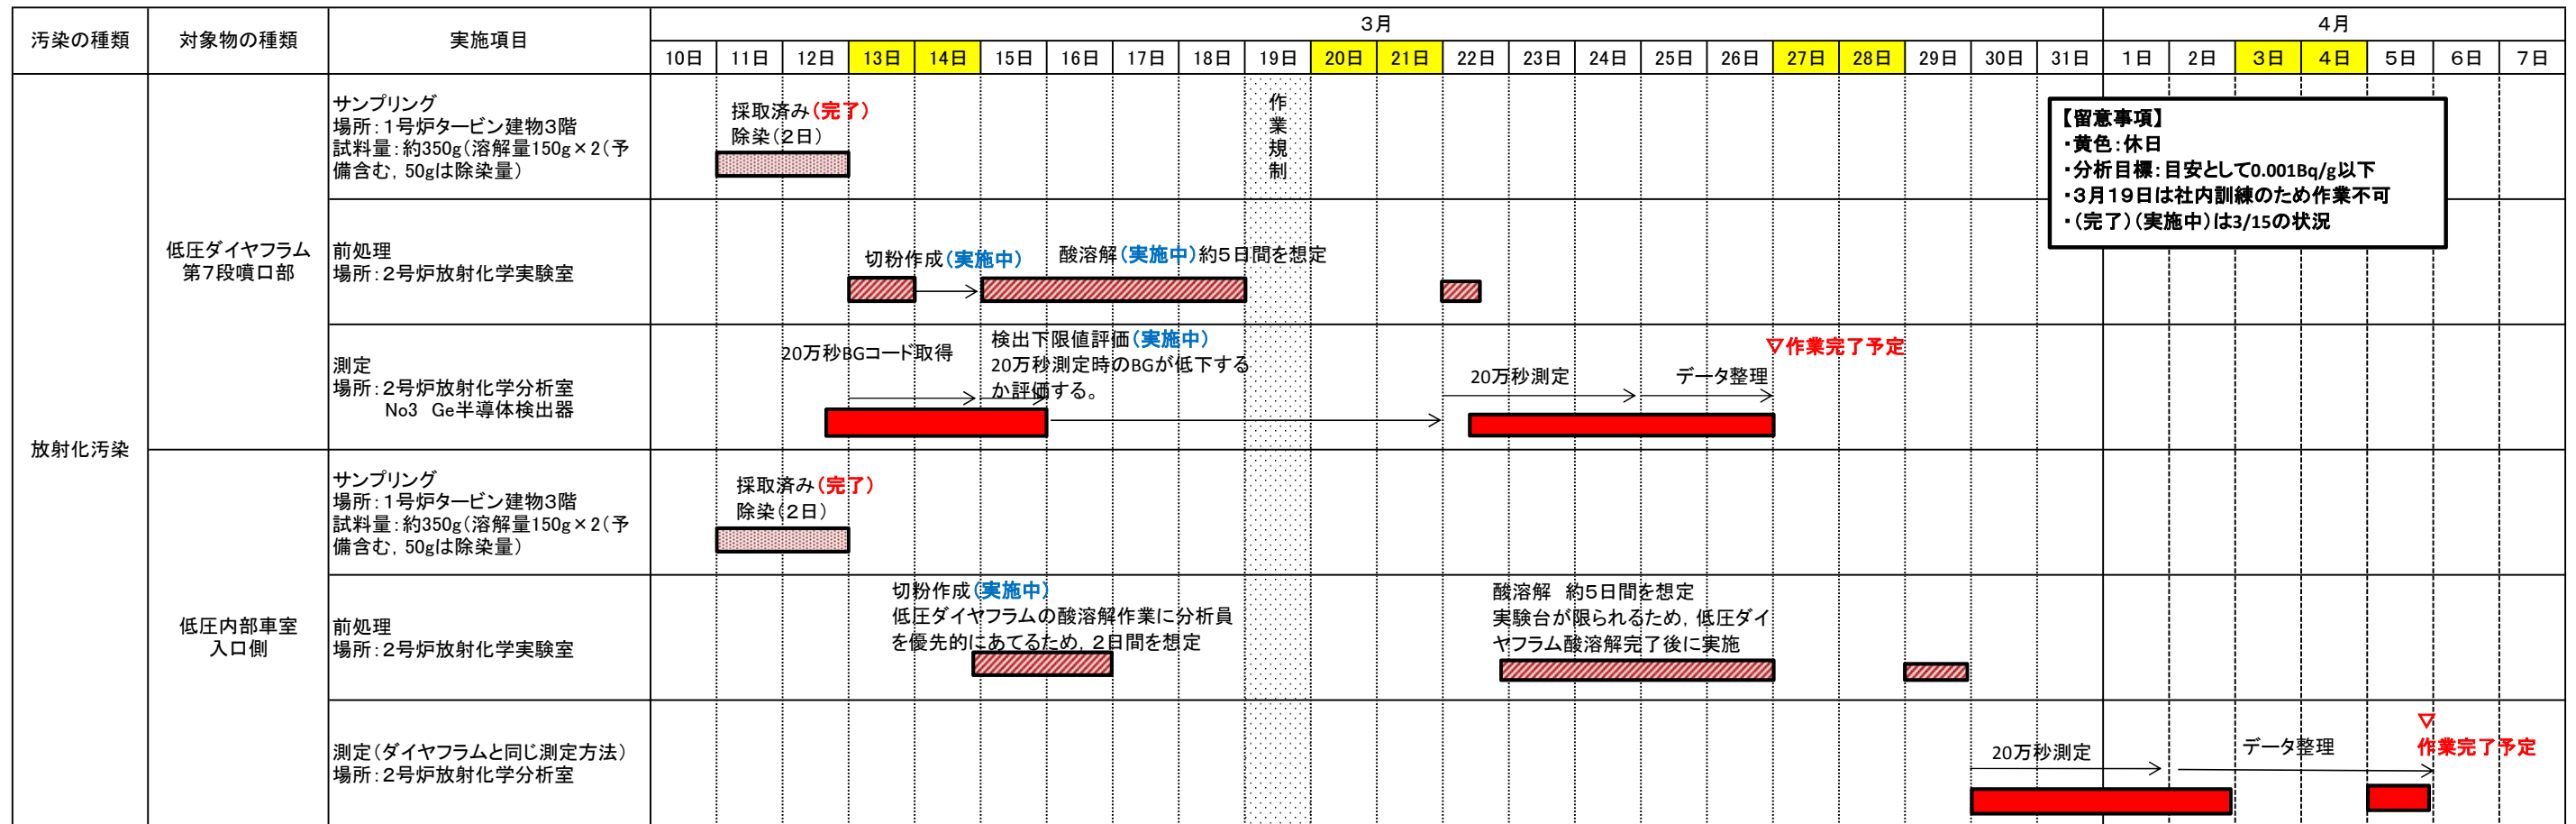 汚染の種類
対象物の種類
実施項目
３月
４月
10日 11日 12日 13日 14日 15日 16日 17日 18日 19日 20日 21日 22日 23日 24日 25日 26日 27日 28日 29日 30日 31日 1日 2日 3日 4日 5日 6日 7日
放射化汚染
低圧ダイヤフラム
第７段噴口部
サンプリング
場所：１号炉タービン建物３階
試料量：約350g（溶解量150g×２（予
備含む，50gは除染量）
採取済み（完了）
除染（２日）
作業規制
【留意事項】
・黄色：休日
・分析目標：目安として0.001Bq/g以下
・３月１９日は社内訓練のため作業不可
・（完了）（実施中）は3/15の状況
前処理
場所：２号炉放射化学実験室
切粉作成（実施中）
酸溶解（実施中）約５日間を想定
測定
場所：２号炉放射化学分析室
No3　Ge半導体検出器
20万秒BGコード取得
検出下限値評価（実施中）
20万秒測定時のBGが低下する
か評価する。
20万秒測定
データ整理
▽作業完了予定
低圧内部車室
入口側
サンプリング
場所：１号炉タービン建物３階
試料量：約350g（溶解量150g×２（予
備含む，50gは除染量）
採取済み（完了）
除染（２日）
前処理
場所：２号炉放射化学実験室
切粉作成（実施中）
低圧ダイヤフラムの酸溶解作業に分析員
を優先的にあてるため，２日間を想定
酸溶解　約５日間を想定
実験台が限られるため，低圧ダイ
ヤフラム酸溶解完了後に実施
測定（ダイヤフラムと同じ測定方法）
場所：２号炉放射化学分析室
20万秒測定
データ整理
▽
作業完了予定